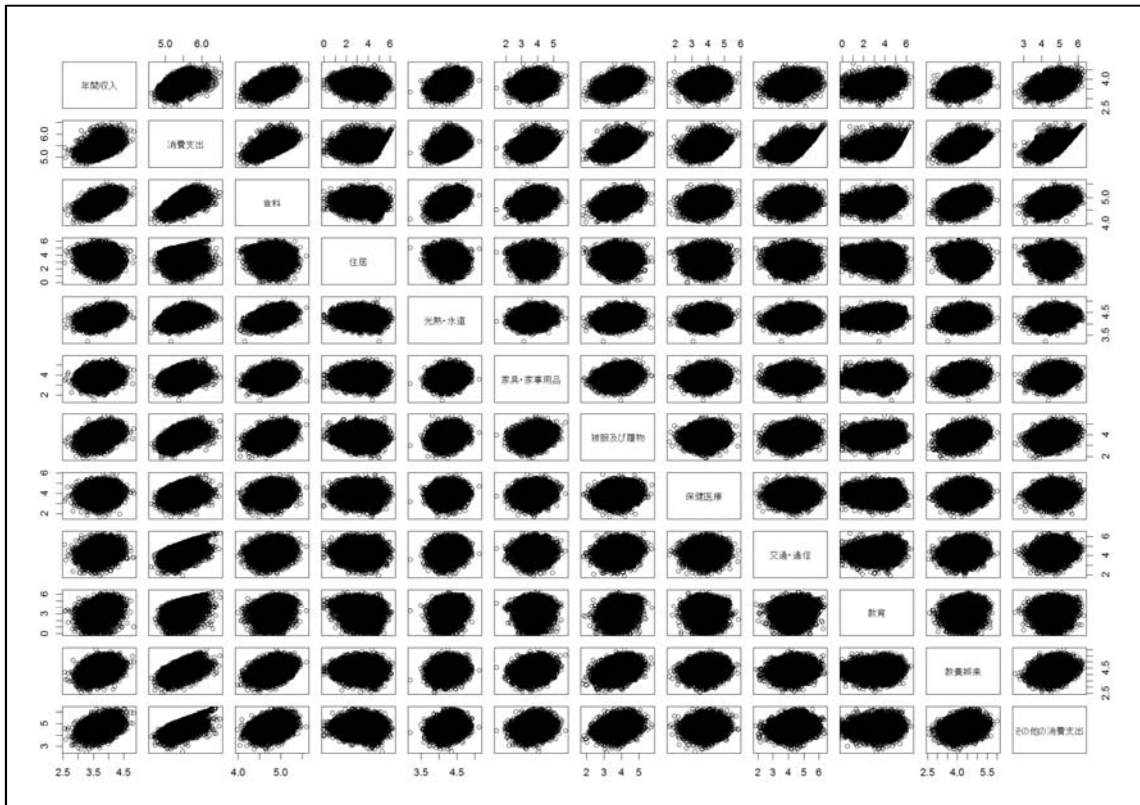 5.0 6.0 0 2 4 6 2 3 4 5 2 3 4 5 6 0 2 4 6 3 4 5 6
年間収入
2.5 4.0
5.0 6.0
消費支出
食料
4.0 5.0
0 2 4 6
住居
光熱・水道
3.5 4.5
2 4
家具・家事用品
被服及び履物
2 4
2 4 6
保健医療
交通・通信
2 4 6
0 3 6
教育
教養娯楽
2.5 4.5
3 5
その他の消費支出
2.5 3.5 4.5 4.0 5.0 3.5 4.5 2 3 4 5 2 3 4 5 6 2.5 4.0 5.5